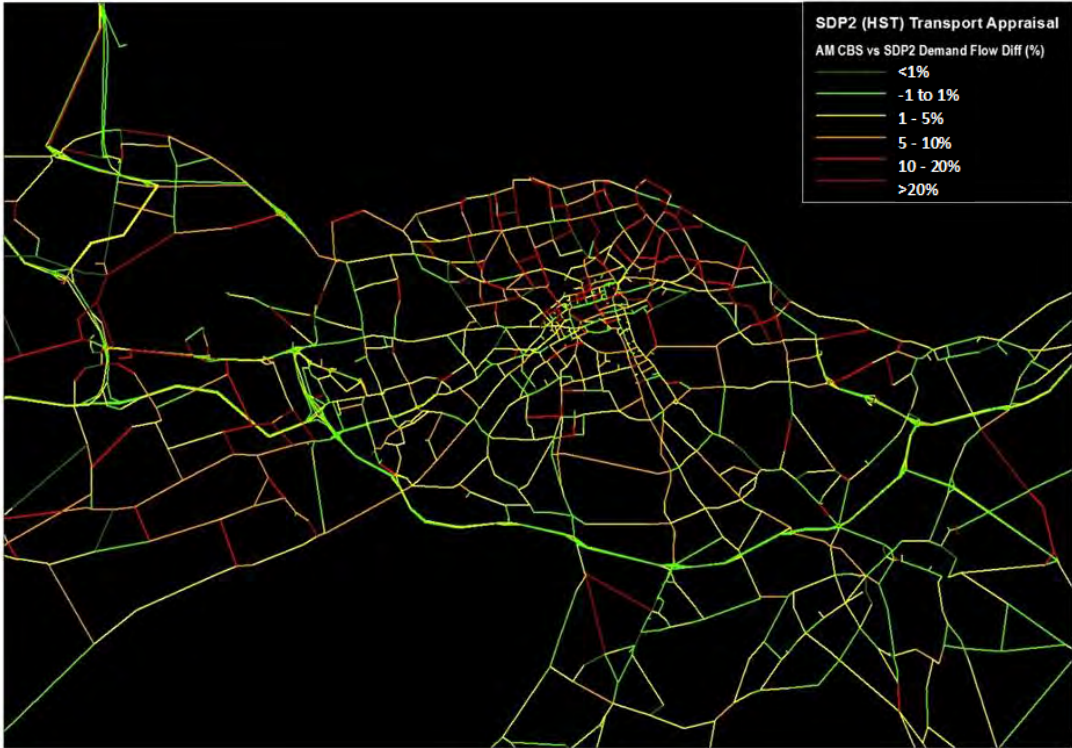 SDP2 (HST) Transport Appraisal
AM CBS vs SDP2 Demand Flow Diff (%)
<1%
-1 to 1%
1 - 5%
5 - 10%
10 - 20%
>20%